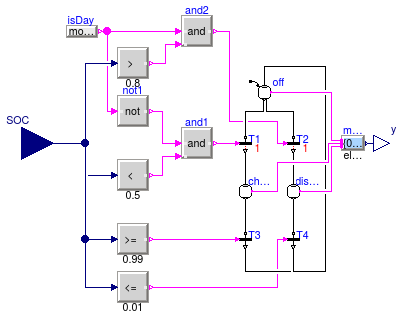 isDay
mo...
and2
and
>
0.8
off
not1
not
SOC
and1
and
T1
1
T2
1
m...
{0...
el...
y
<
0.5
ch...
dis...
>=
0.99
T3
T4
<=
0.01